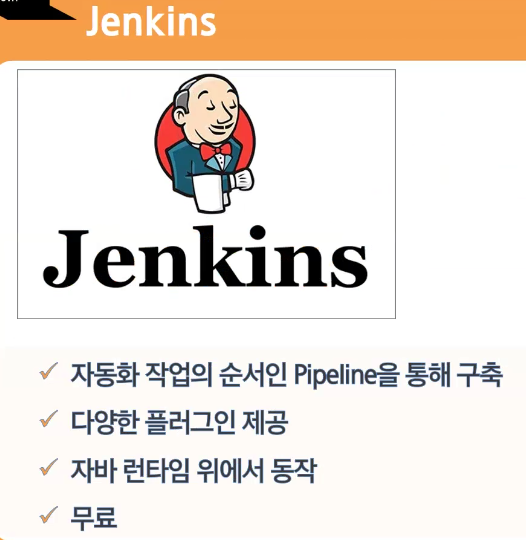 Jenkins
Jenkins
자동화 작업의 순서인 Pipeline을 통해 구축
다양한 플러그인 제공
자바 런타임 위에서 동작
무료